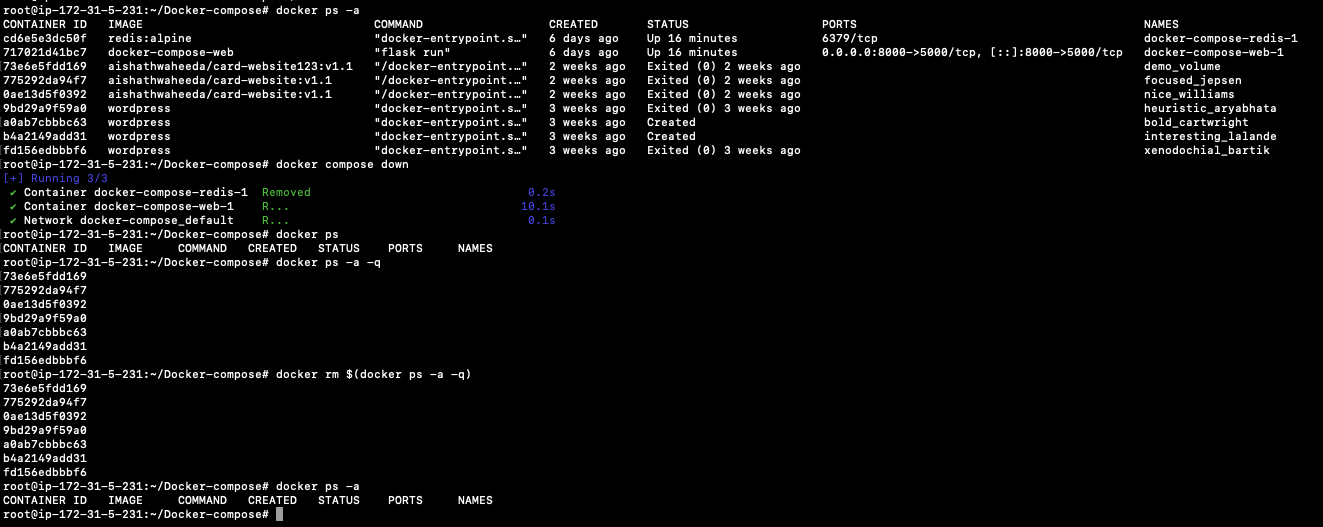 root@ip-172-31-5-231:~/Docker-compose# docker ps -a
CONTAINER ID   IMAGE                                 COMMAND                  CREATED       STATUS                   PORTS                                         NAMES
cd6e5e3dc50f   redis:alpine                          "docker-entrypoint.s…"   6 days ago    Up 16 minutes            6379/tcp                                      docker-compose-redis-1
717021d41bc7   docker-compose-web                    "flask run"              6 days ago    Up 16 minutes            0.0.0.0:8000->5000/tcp, [::]:8000->5000/tcp   docker-compose-web-1
73e6e5fdd169   aishathwaheeda/card-website123:v1.1   "/docker-entrypoint.…"   2 weeks ago   Exited (0) 2 weeks ago                                                 demo_volume
775292da94f7   aishathwaheeda/card-website:v1.1      "/docker-entrypoint.…"   2 weeks ago   Exited (0) 2 weeks ago                                                 focused_jepsen
0ae13d5f0392   aishathwaheeda/card-website:v1.1      "/docker-entrypoint.…"   2 weeks ago   Exited (0) 2 weeks ago                                                 nice_williams
9bd29a9f59a0   wordpress                             "docker-entrypoint.s…"   3 weeks ago   Exited (0) 3 weeks ago                                                 heuristic_aryabhata
a0ab7cbbbc63   wordpress                             "docker-entrypoint.s…"   3 weeks ago   Created                                                                bold_cartwright
b4a2149add31   wordpress                             "docker-entrypoint.s…"   3 weeks ago   Created                                                                interesting_lalande
fd156edbbbf6   wordpress                             "docker-entrypoint.s…"   3 weeks ago   Exited (0) 3 weeks ago                                                 xenodochial_bartik
root@ip-172-31-5-231:~/Docker-compose# docker compose down
[+] Running 3/3
 ✔ Container docker-compose-redis-1  Removed                               0.2s
 ✔ Container docker-compose-web-1    R...                                 10.1s
 ✔ Network docker-compose_default    R...                                  0.1s
root@ip-172-31-5-231:~/Docker-compose# docker ps
CONTAINER ID   IMAGE     COMMAND   CREATED   STATUS    PORTS     NAMES
root@ip-172-31-5-231:~/Docker-compose# docker ps -a -q
73e6e5fdd169
775292da94f7
0ae13d5f0392
9bd29a9f59a0
a0ab7cbbbc63
b4a2149add31
fd156edbbbf6
root@ip-172-31-5-231:~/Docker-compose# docker rm $(docker ps -a -q)
73e6e5fdd169
775292da94f7
0ae13d5f0392
9bd29a9f59a0
a0ab7cbbbc63
b4a2149add31
fd156edbbbf6
root@ip-172-31-5-231:~/Docker-compose# docker ps -a
CONTAINER ID   IMAGE     COMMAND   CREATED   STATUS    PORTS     NAMES
root@ip-172-31-5-231:~/Docker-compose#